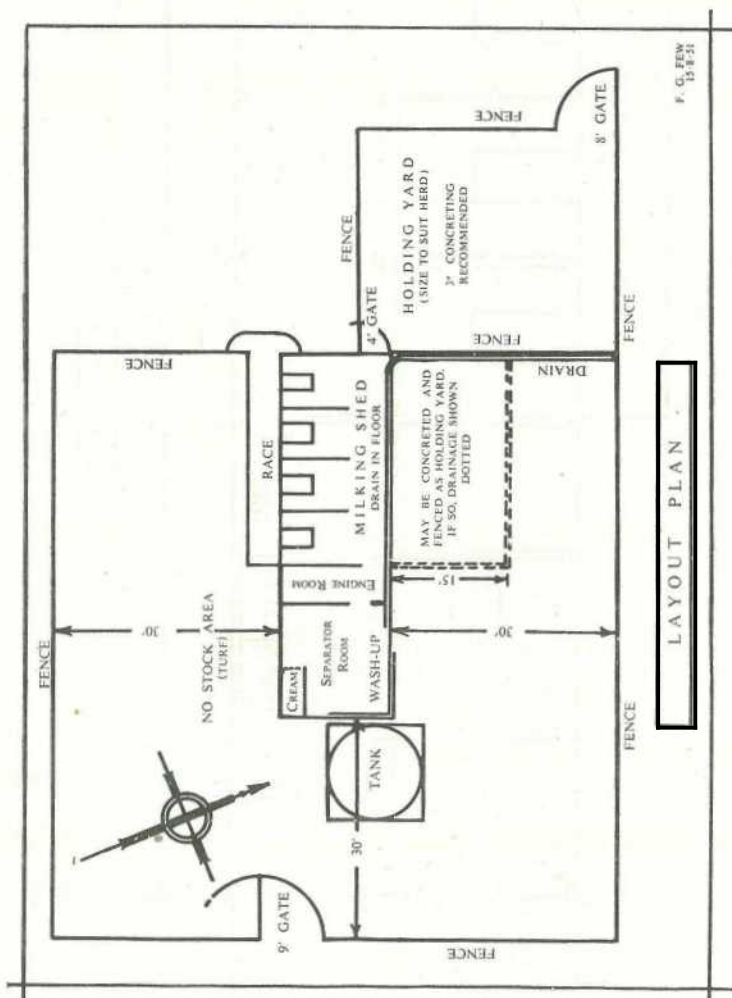 FENCE
FENCE
NO STOCK AREA
(TURF)
30'
RACE
FENCE
4' GATE
HOLDING YARD
(SIZE TO SUIT HERD)
3" CONCRETING
RECOMMENDED
FENCE
8' GATE
CREAM
SEPARATOR
ROOM
WASH-UP
ENGINE ROOM
MILKING SHED
DRAIN IN FLOOR
MAY BE CONCRETED AND
FENCED AS HOLDING YARD.
IF SO, DRAINAGE SHOWN
DOTTED
FENCE
DRAIN
15'
30'
TANK
30'
9' GATE
FENCE
FENCE
FENCE
LAYOUT PLAN
F. G. FEW
15-8-51